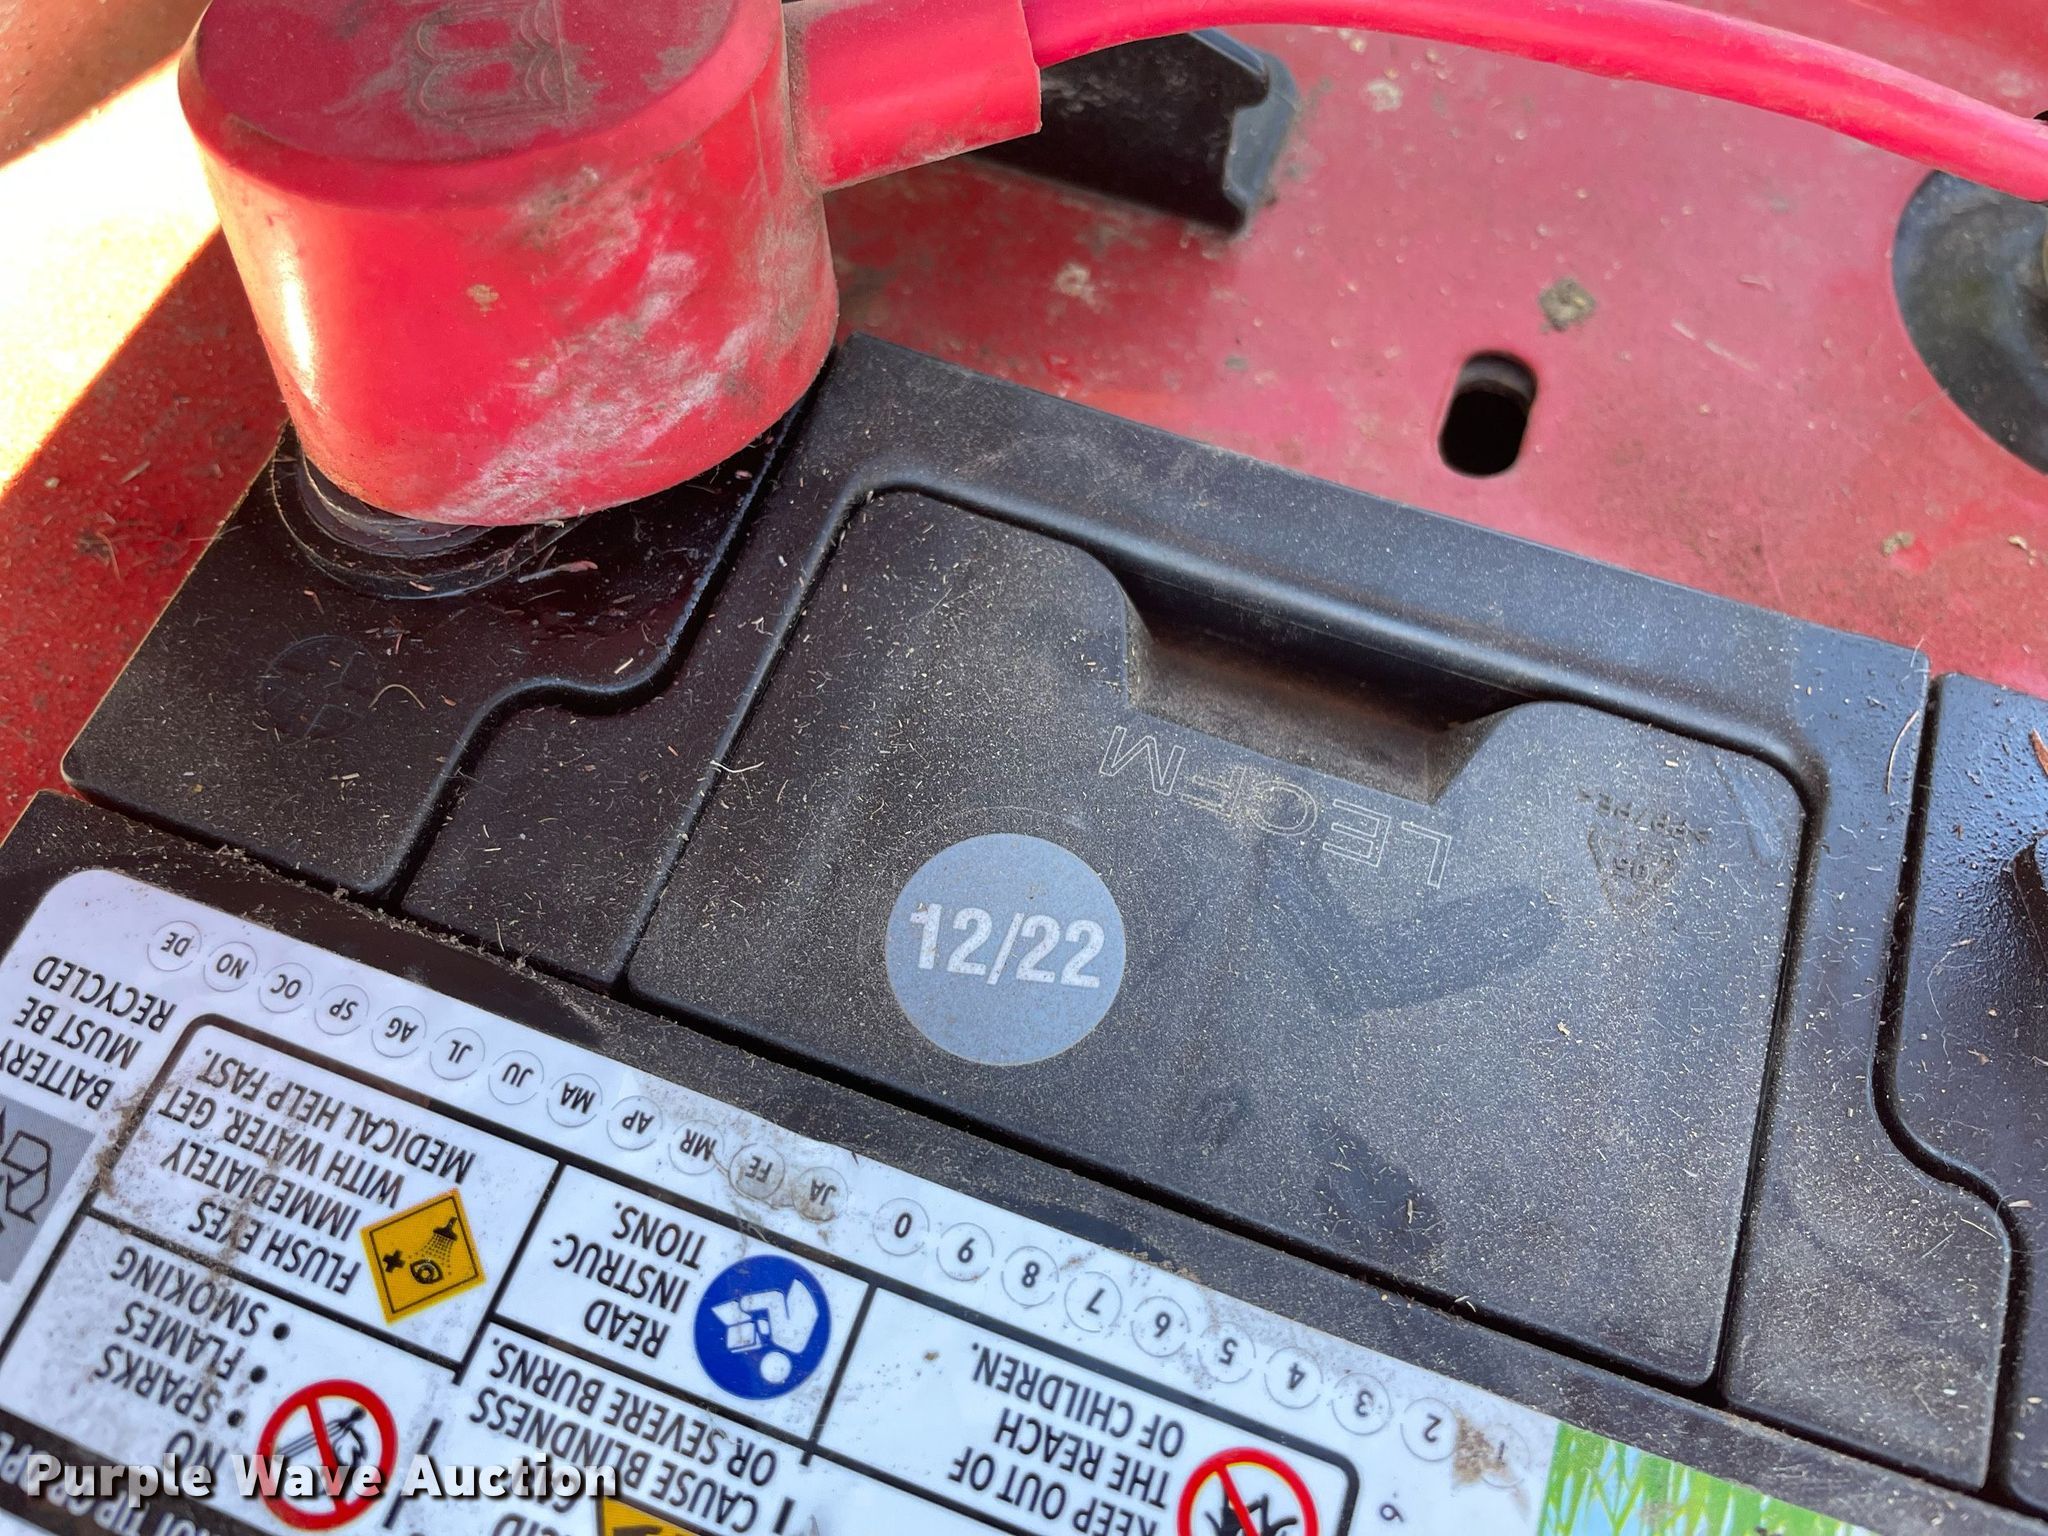 B
LECFM
>PP/PE<
05
12/22
1 2 3 4 5 6 7 8 9 0 JA FE MR AP MA JU JL AG SP OC NO DE
KEEP OUT OF
THE REACH
OF CHILDREN.
READ
INSTRUC-
TIONS.
FLUSH EYES
IMMEDIATELY
WITH WATER. GET
MEDICAL HELP FAST.
BATTERY
MUST BE
RECYCLED
CAUSE BLINDNESS
OR SEVERE BURNS.
NO
• SPARKS
• FLAMES
• SMOKING
Purple Wave Auction